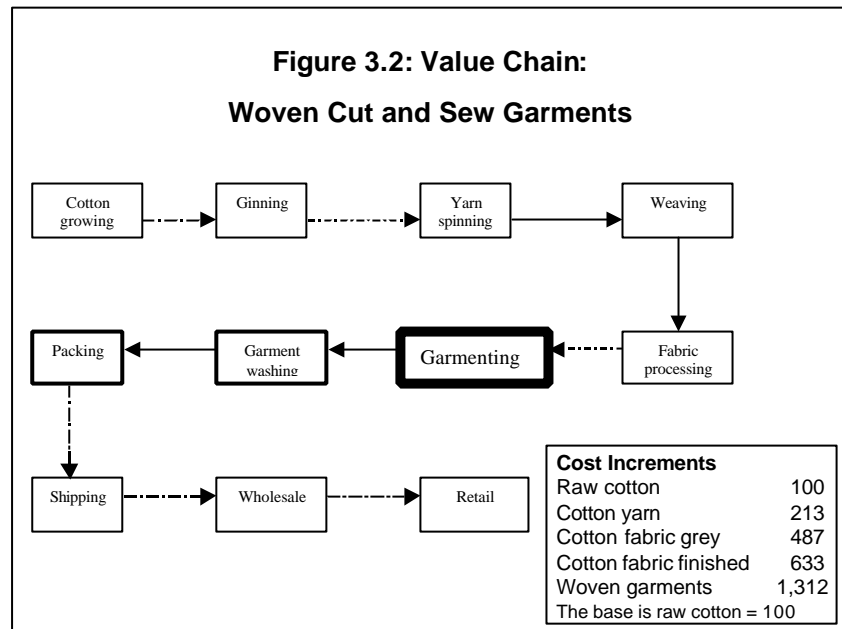 Figure 3.2: Value Chain:
Woven Cut and Sew Garments
Cotton
growing
Ginning
Yarn
spinning
Weaving
Packing
Garment
washing
Garmenting
Fabric
processing
Shipping
Wholesale
Retail
Cost Increments
Raw cotton 100
Cotton yarn 213
Cotton fabric grey 487
Cotton fabric finished 633
Woven garments 1,312
The base is raw cotton = 100